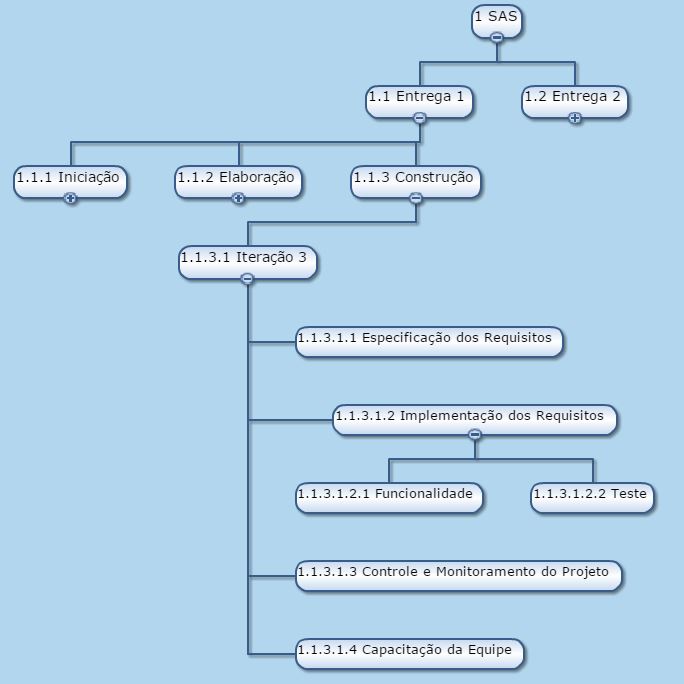 1 SAS
1.1 Entrega 1
1.2 Entrega 2
1.1.1 Iniciação
1.1.2 Elaboração
1.1.3 Construção
1.1.3.1 Iteração 3
1.1.3.1.1 Especificação dos Requisitos
1.1.3.1.2 Implementação dos Requisitos
1.1.3.1.2.1 Funcionalidade
1.1.3.1.2.2 Teste
1.1.3.1.3 Controle e Monitoramento do Projeto
1.1.3.1.4 Capacitação da Equipe